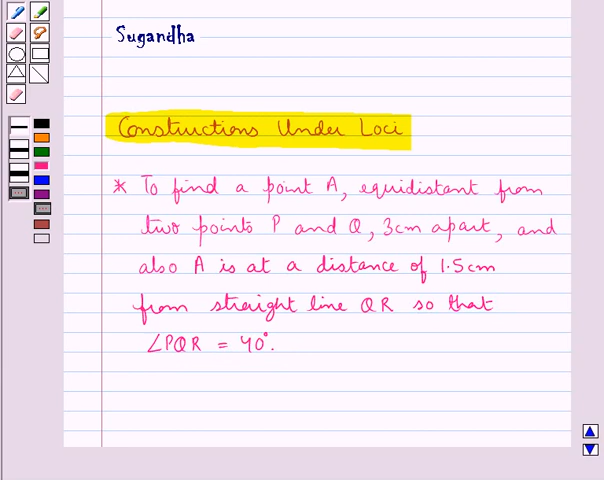 Sugandha
Constructions Under Loci
* To find a point A, equidistant from
two points P and Q, 3cm apart, and
also A is at a distance of 1.5cm
from straight line QR so that
∠PQR = 40°.